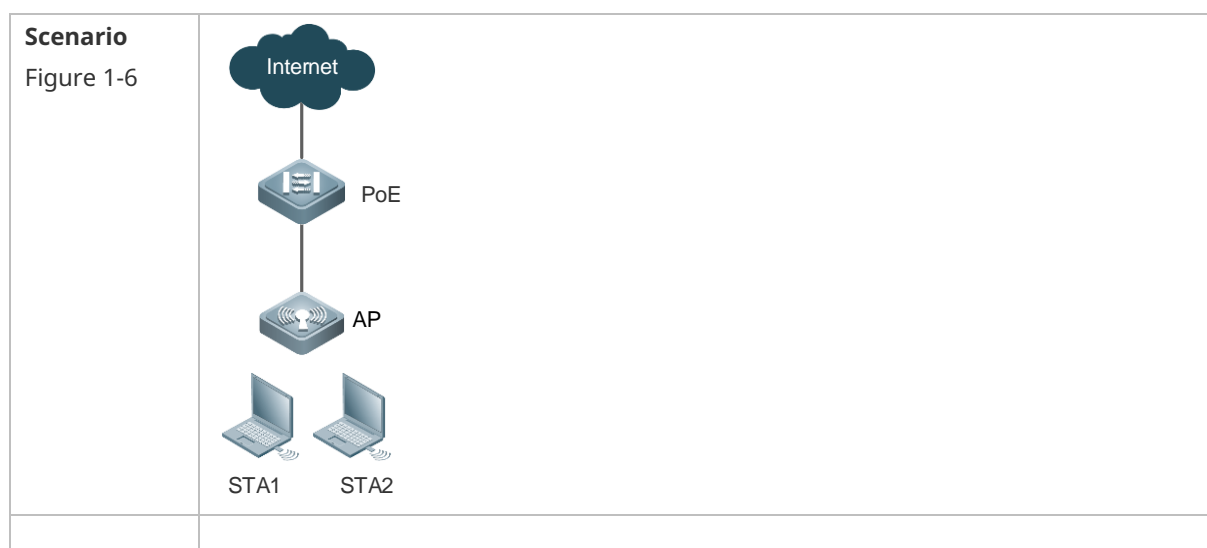 Scenario
Figure 1-6
Internet
PoE
AP
STA1 STA2